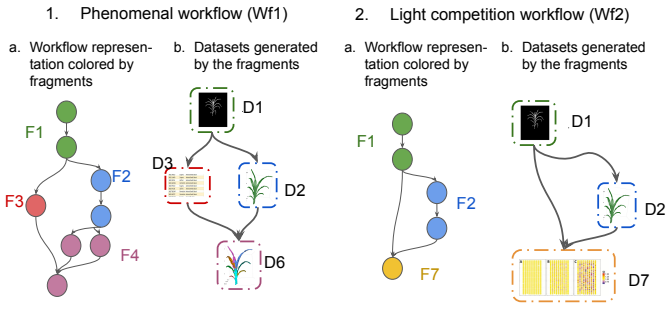 1. Phenomenal workflow (Wf1)
a. Workflow represen-
tation colored by
fragments
b. Datasets generated
by the fragments
F1
F2
F3
F4
D1
D3
D2
D6
2. Light competition workflow (Wf2)
a. Workflow represen-
tation colored by
fragments
b. Datasets generated
by the fragments
F1
F2
F7
D1
D2
D7